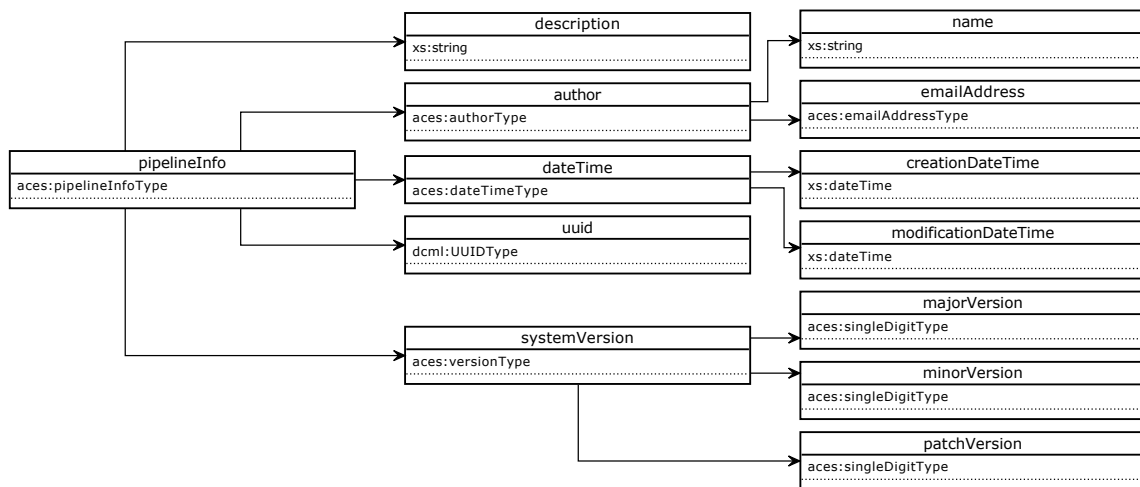 description
xs:string
name
xs:string
author
aces:authorType
emailAddress
aces:emailAddressType
pipelineInfo
aces:pipelineInfoType
dateTime
aces:dateTimeType
creationDateTime
xs:dateTime
uuid
dcml:UUIDType
modificationDateTime
xs:dateTime
systemVersion
aces:versionType
majorVersion
aces:singleDigitType
minorVersion
aces:singleDigitType
patchVersion
aces:singleDigitType